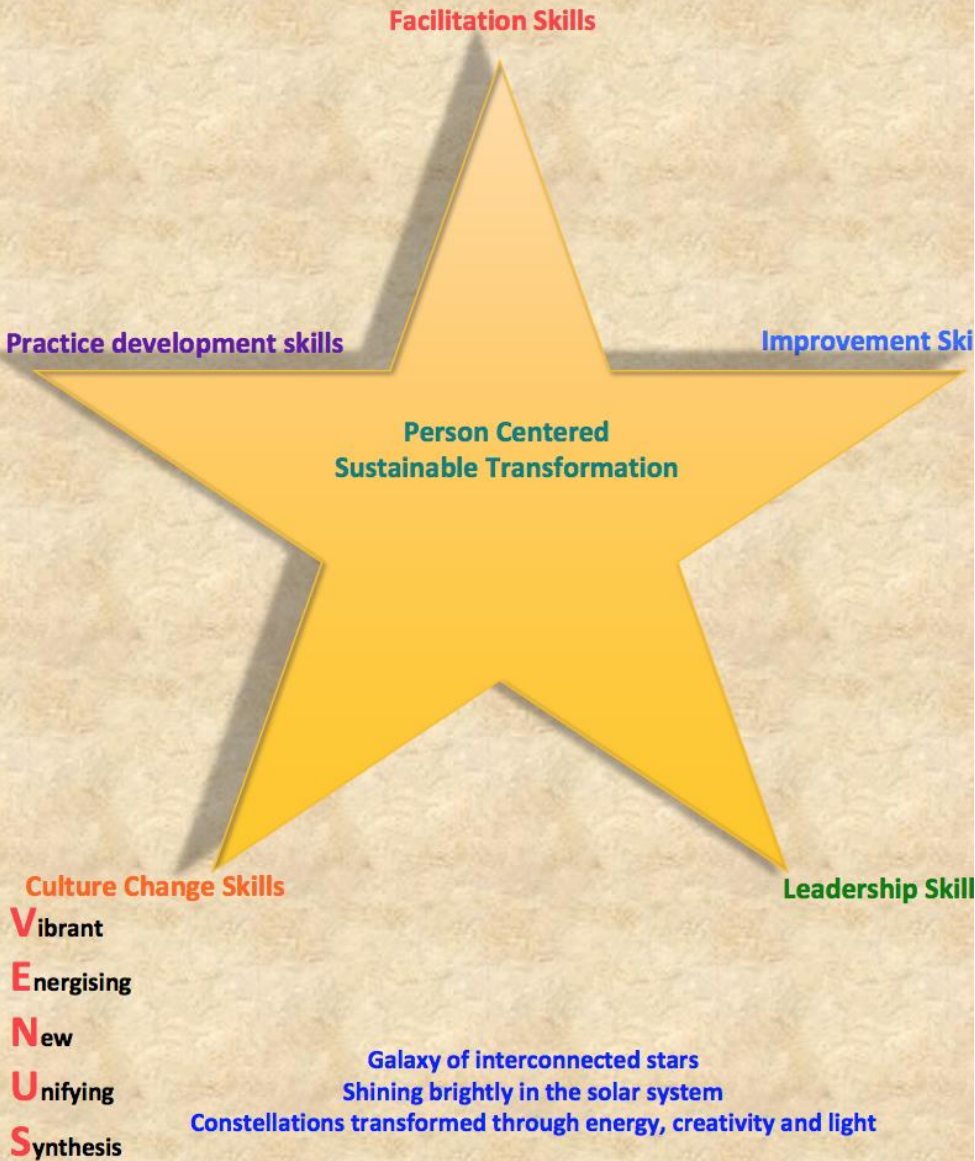 Facilitation Skills
Practice development skills
Improvement Ski
Person Centered
Sustainable Transformation
Culture Change Skills
Leadership Skill
Vibrant
Energising
New
Unifying
Synthesis
Galaxy of interconnected stars
Shining brightly in the solar system
Constellations transformed through energy, creativity and light